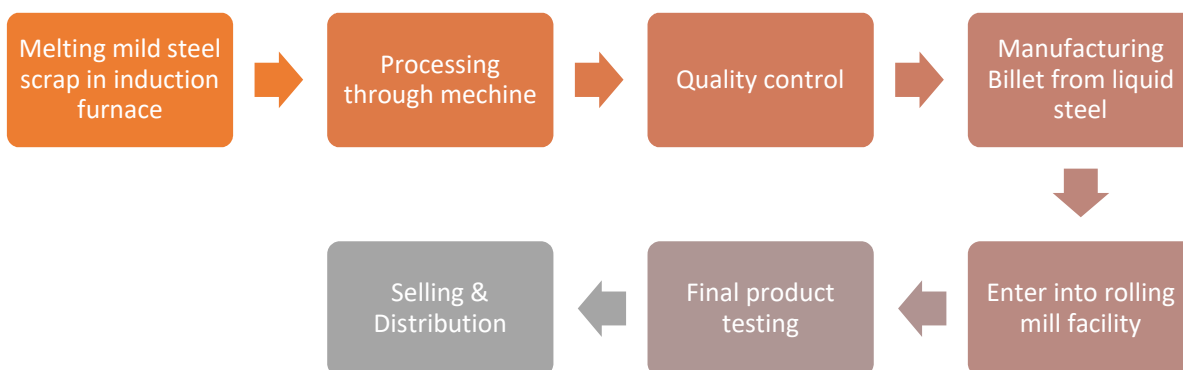 Melting mild steel
scrap in induction
furnace
Processing
through mechine
Quality control
Manufacturing
Billet from liquid
steel
Enter into rolling
mill facility
Final product
testing
Selling &
Distribution